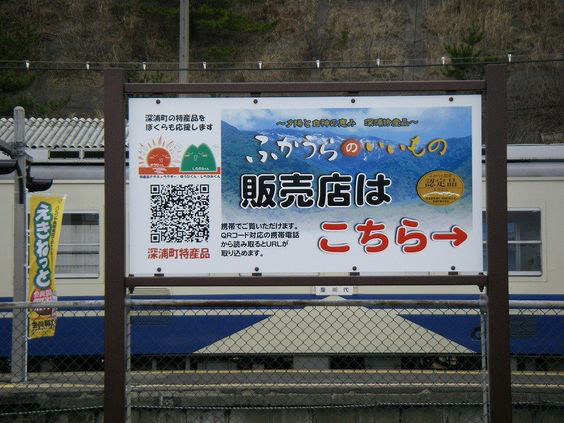 深浦町の特産品を
ぼくらも応援します
～夕陽と白神の恵み 深浦特産品～
ふかうらのいいもの
認定品
販売店は
こちら→
携帯でご覧いただけます。
QRコード対応の携帯電話
から読み取るとURLが
取り込めます。
深浦町特産品
えきねっと